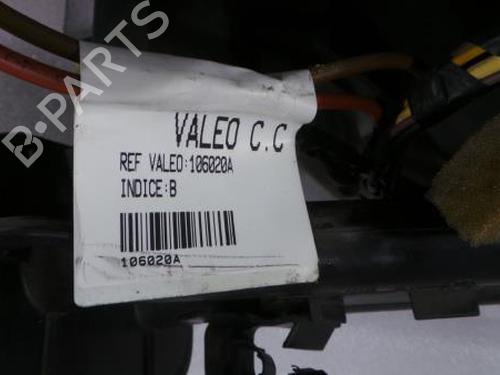 B-PARTS
VALEO C.C
REF VALEO:106020A
INDICE:B
106020A